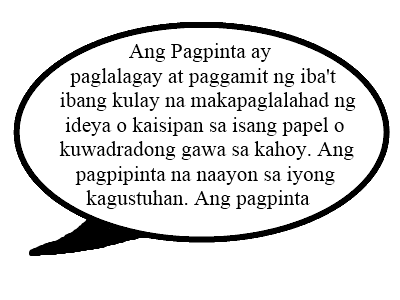 Ang Pagpinta ay
paglalagay at paggamit ng iba't
ibang kulay na makapaglalahad ng
ideya o kaisipan sa isang papel o
kuwadradong gawa sa kahoy. Ang
pagpipinta na naayon sa iyong
kagustuhan. Ang pagpinta